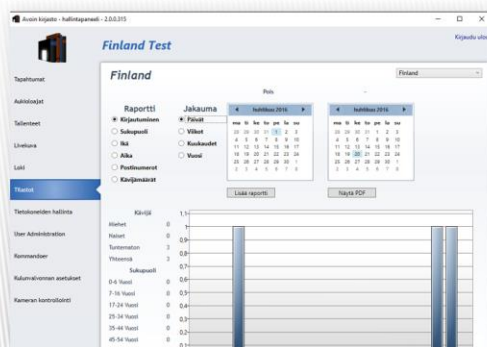 Avoin kirjasto - hallintapaneeli - 2.0.0.315
Kirjaudu ulos
Finland Test
Finland
Finland
Tapahtumat
Aukioloajat
Tallenteet
Livekuva
Laki
Tilastot
Tietokoneiden hallinta
User Administration
Kommandoer
Kulunvalvonnan asetukset
Kameran kontrollointi
Pois
-
Raportti
Kirjautuminen
Sukupuoli
Ikä
Aika
Postinumerot
Kävijämäärät
Jakauma
Päivät
Viikot
Kuukaudet
Vuosi
huhtikuu 2016
ma ti ke to pe la su
28 29 30 31 1 2 3
4 5 6 7 8 9 10
11 12 13 14 15 16 17
18 19 20 21 22 23 24
25 26 27 28 29 30 1
2 3 4 5 6 7 8
huhtikuu 2016
ma ti ke to pe la su
28 29 30 31 1 2 3
4 5 6 7 8 9 10
11 12 13 14 15 16 17
18 19 20 21 22 23 24
25 26 27 28 29 30 1
2 3 4 5 6 7 8
Lisää raportti
Näytä PDF
Kävijä
Miehet 0
Naiset 0
Tuntematon 3
Yhteensä 3
Sukupuoli
0-6 Vuosi 0
7-16 Vuosi 0
17-24 Vuosi 0
25-34 Vuosi 0
35-44 Vuosi 0
45-54 Vuosi 0
1,1
1
0,9
0,8
0,7
0,6
0,5
0,4
0,3
0,2
0,1